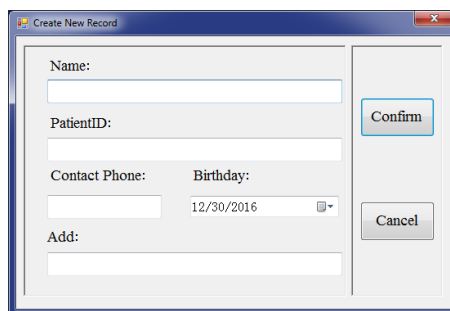 Create New Record
Name:
Confirm
PatientID:
Contact Phone: Birthday:
12/30/2016
Cancel
Add: